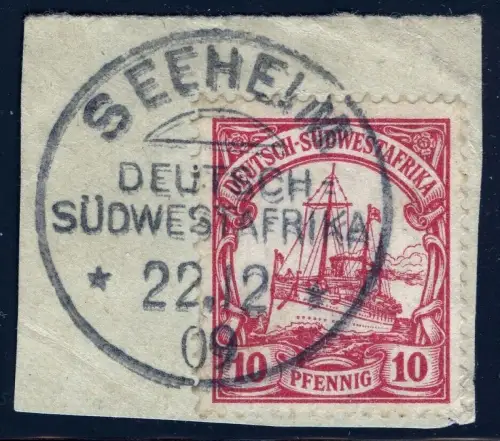 SEEHEIM
DEUTSCH-
SÜDWESTAFRIKA
* 22.12 *
09
DEUTSCH-SÜDWESTAFRIKA
10 PFENNIG 10